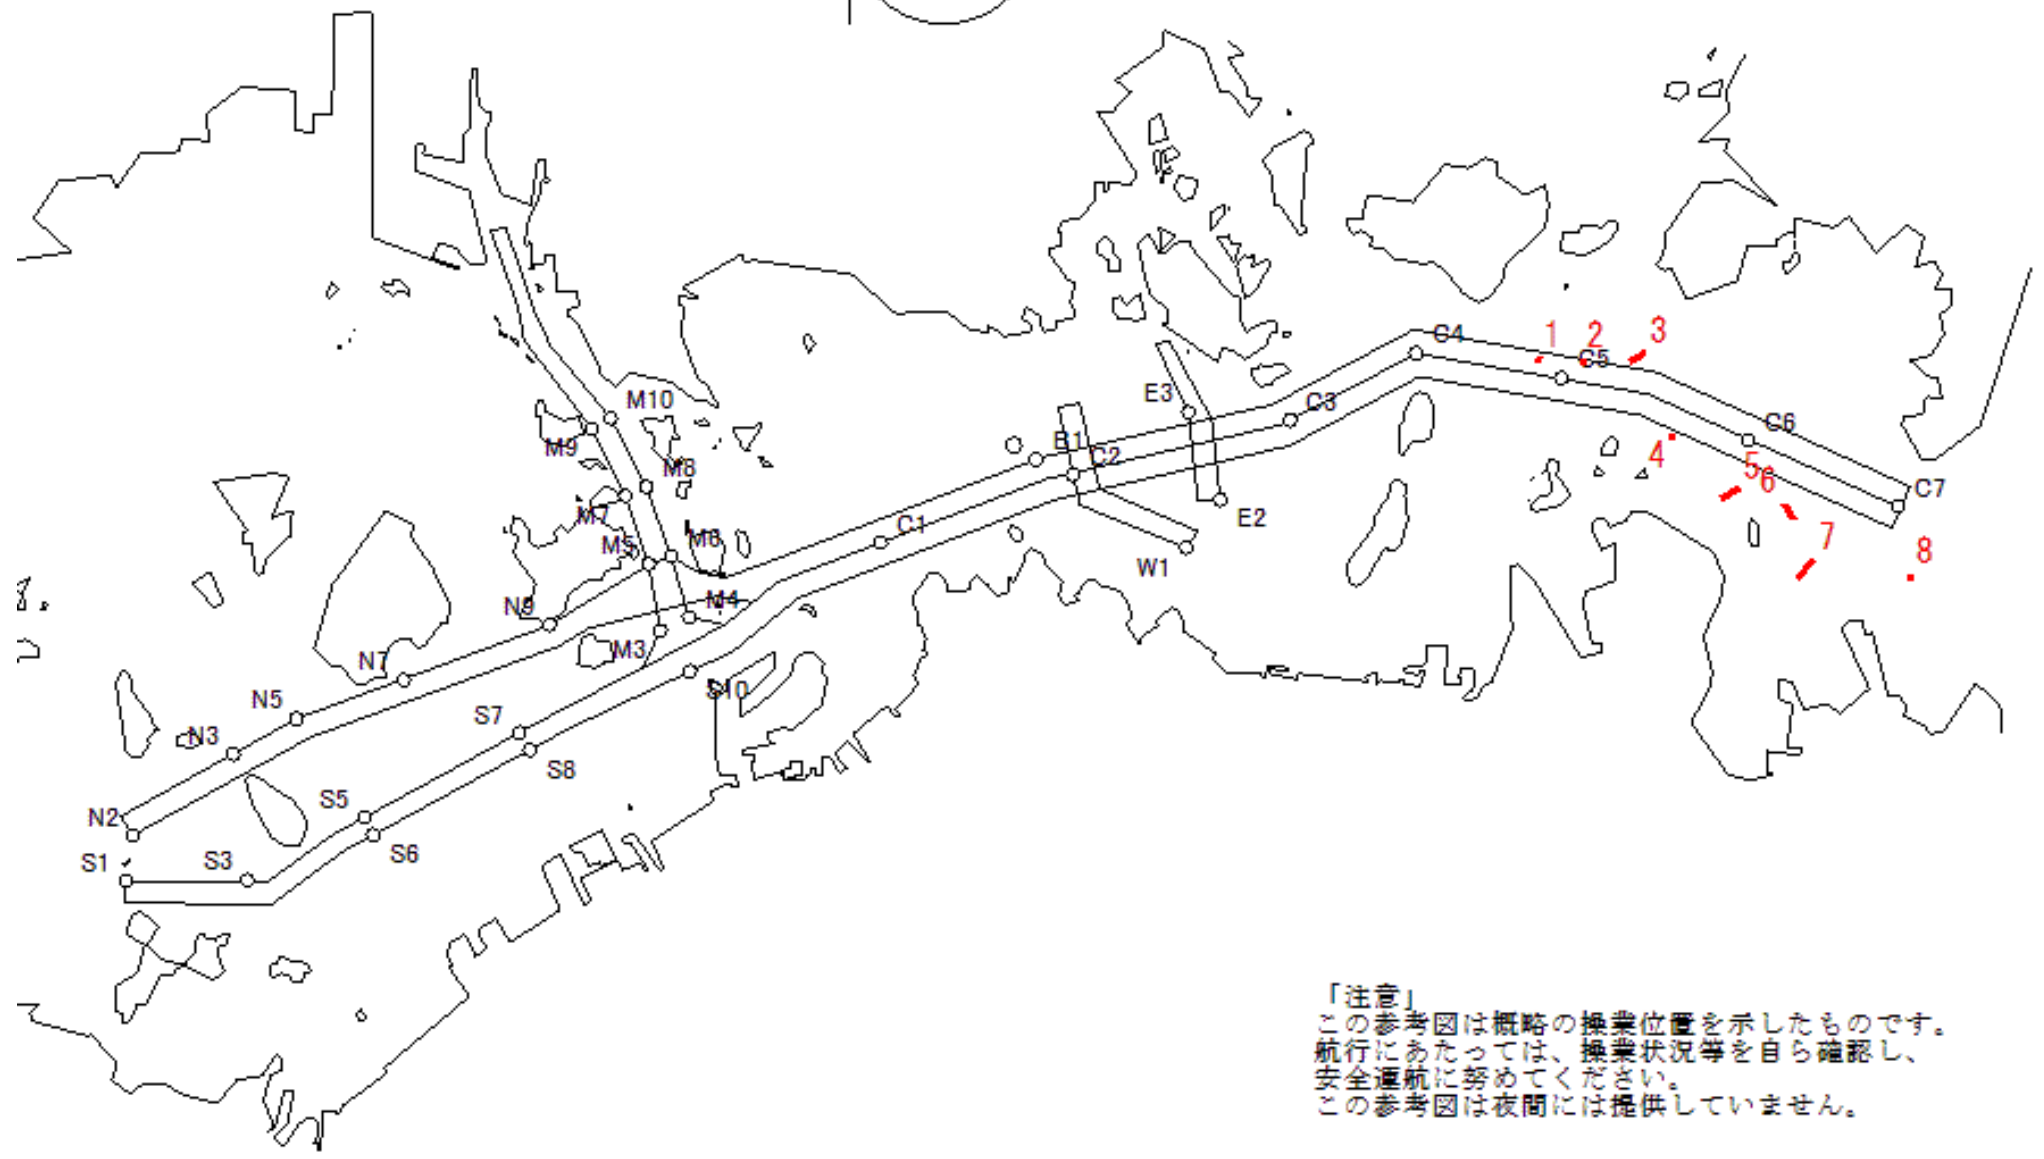 1
2
3
C4
C5
M10
E3
C3
C6
M9
B1
4
M8
C2
5
6
C7
M7
E2
C1
M5
M6
7
W1
8
N9
M4
M3
N7
S10
N5
S7
N3
S8
S5
N2
S6
S1
S3
「注意」
この参考図は概略の操業位置を示したものです。
航行にあたっては、操業状況等を自ら確認し、
安全運航に努めてください。
この参考図は夜間には提供していません。